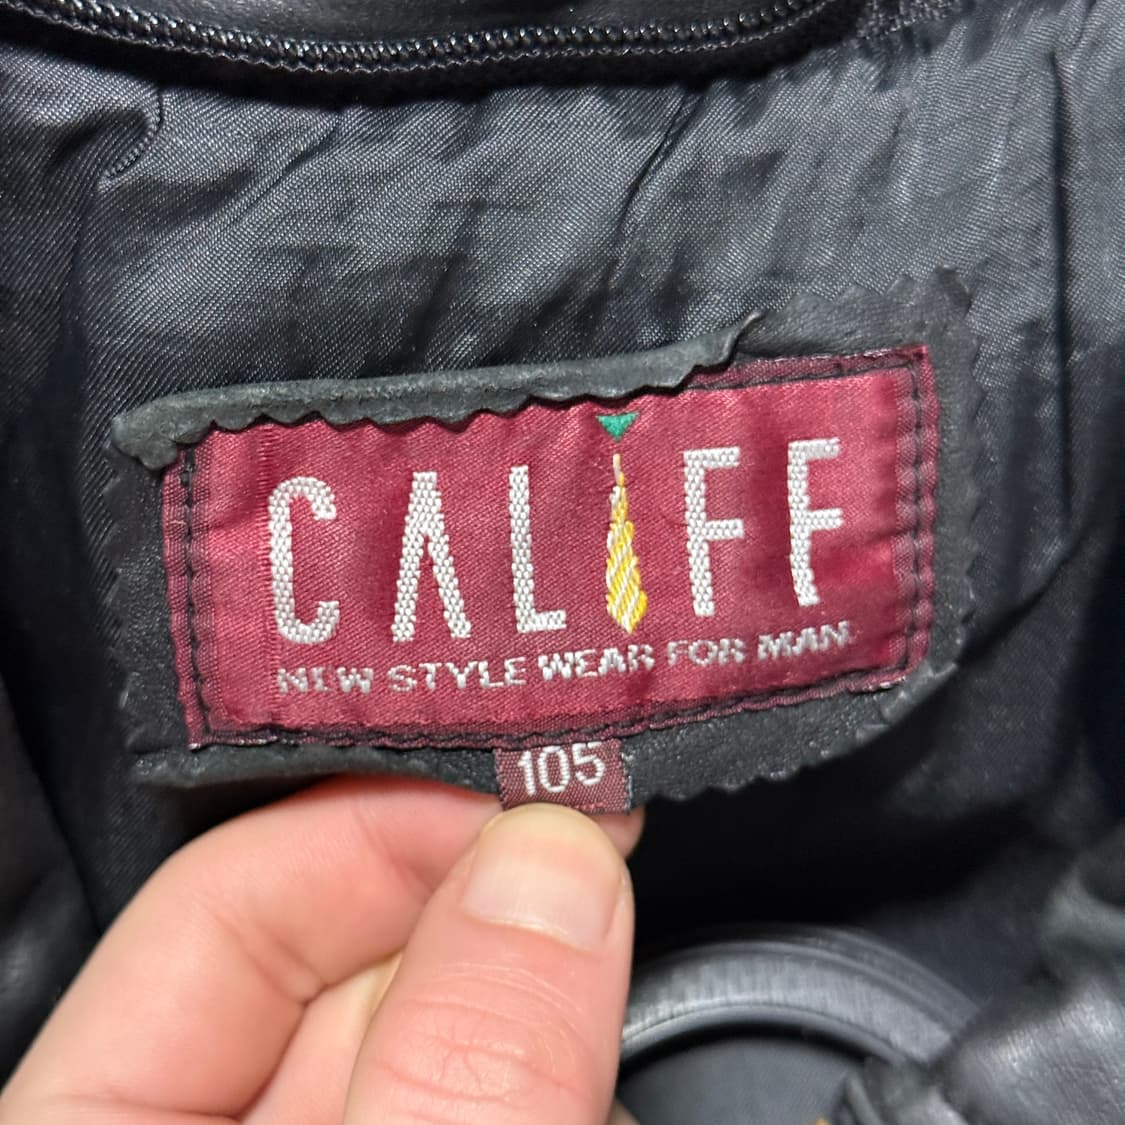 CALIFF
NEW STYLE WEAR FOR MAN
105